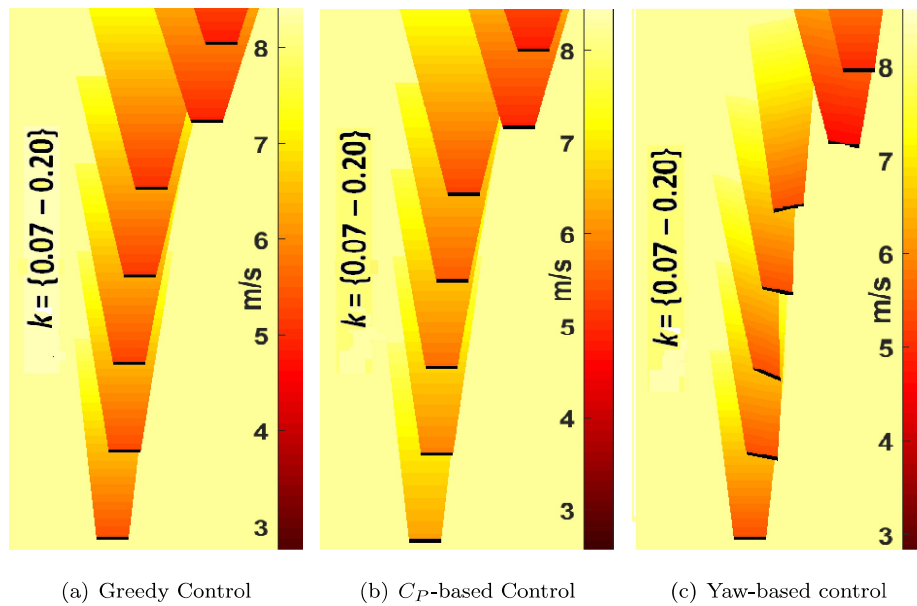 8
7
6
5
4
3
m/s
k = {0.07 – 0.20}
8
7
6
5
4
3
m/s
k = {0.07 – 0.20}
8
7
6
5
4
3
m/s
k = {0.07 – 0.20}
(a) Greedy Control
(b) C_P-based Control
(c) Yaw-based control